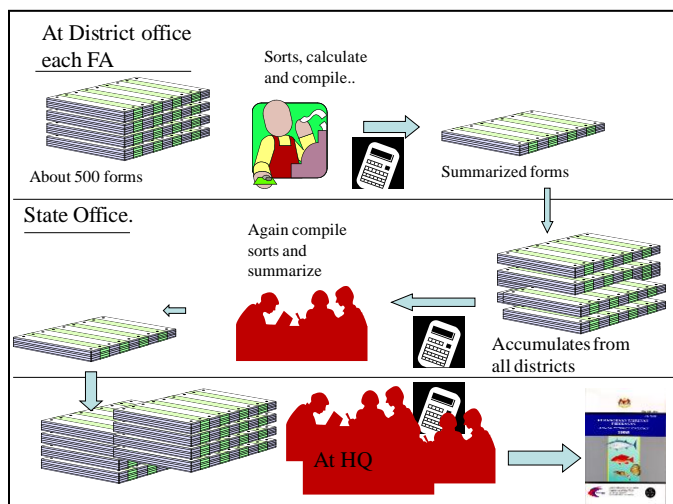 At District office
each FA
Sorts, calculate
and compile..
About 500 forms
Summarized forms
State Office.
Again compile
sorts and
summarize
Accumulates from
all districts
At HQ